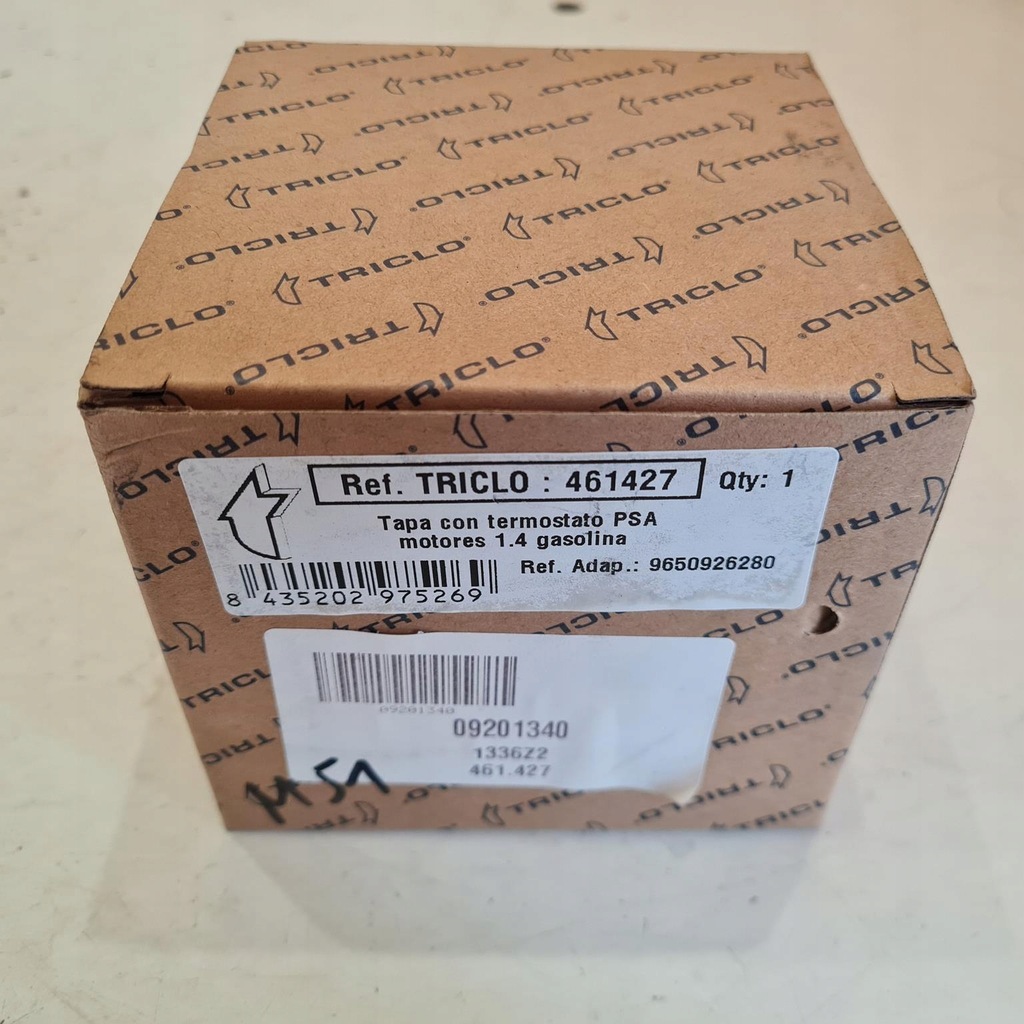 TRICLO®
Ref. TRICLO : 461427
Qty: 1
Tapa con termostato PSA
motores 1.4 gasolina
Ref. Adap.: 9650926280
8 435202 975269
09201340
09201340
1336Z2
461.427